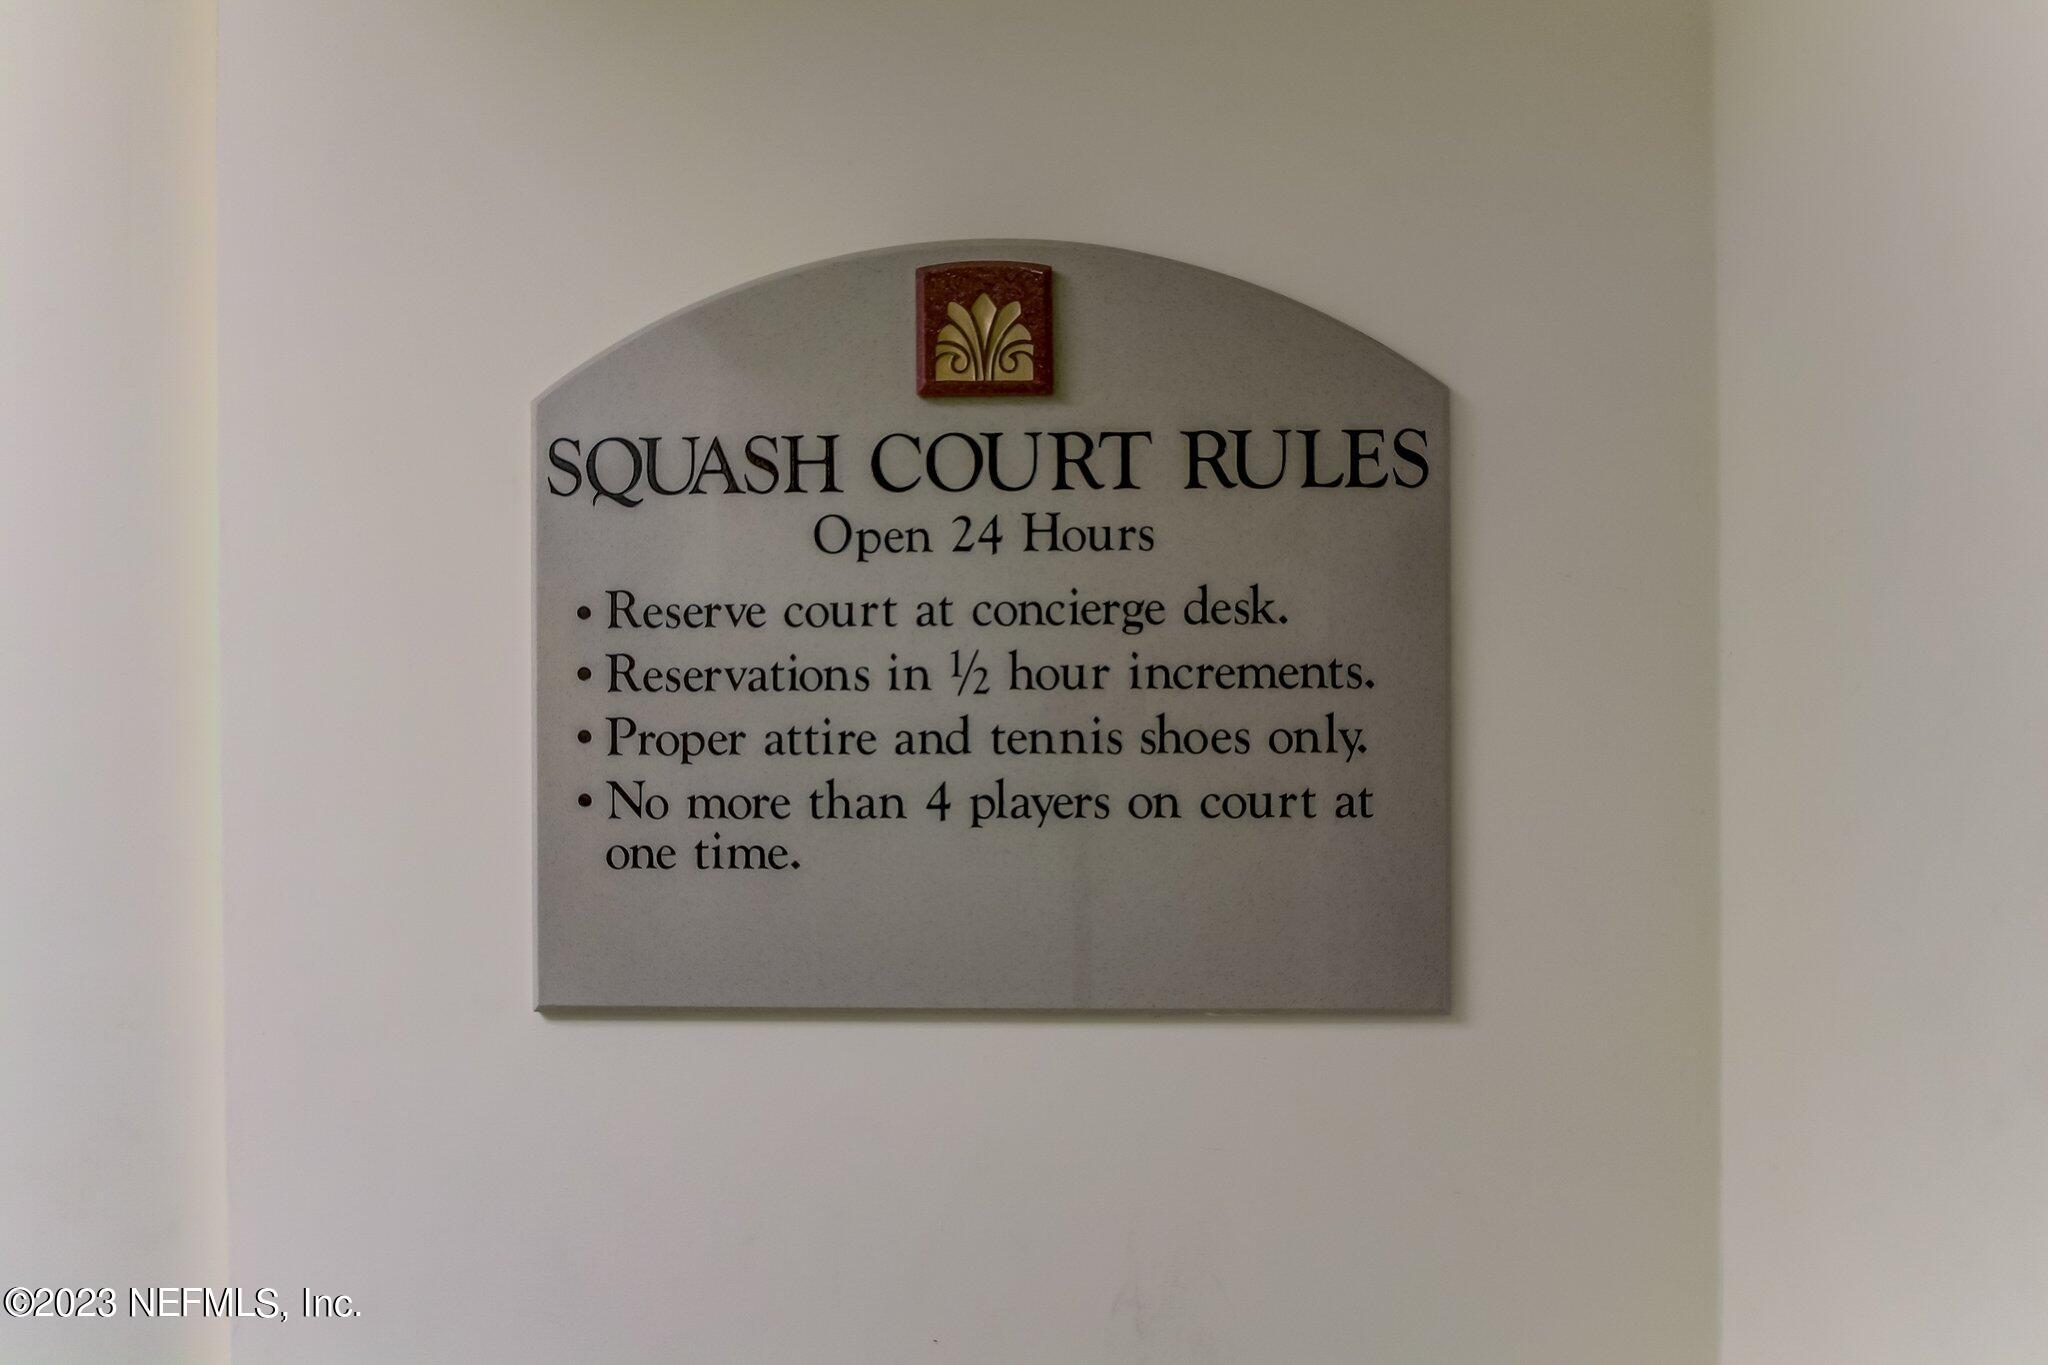 SQUASH COURT RULES
Open 24 Hours
• Reserve court at concierge desk.
• Reservations in ½ hour increments.
• Proper attire and tennis shoes only.
• No more than 4 players on court at
one time.
©2023 NEFMLS, Inc.